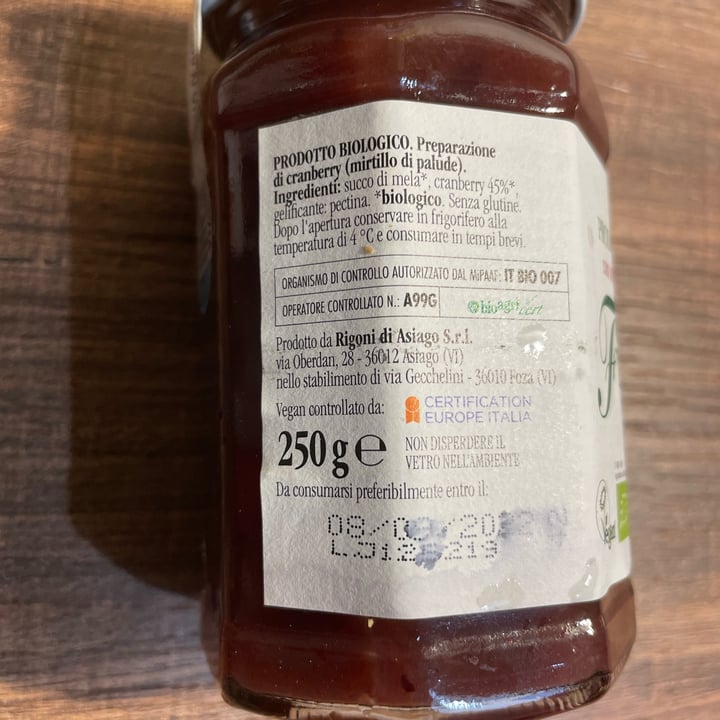 PRODOTTO BIOLOGICO. Preparazione
di cranberry (mirtillo di palude).
Ingredienti: succo di mela*, cranberry 45%*
gelificante: pectina. *biologico. Senza glutine.
Dopo l'apertura conservare in frigorifero alla
temperatura di 4 °C e consumare in tempi brevi.
ORGANISMO DI CONTROLLO AUTORIZZATO DAL MiPAAF: IT BIO 007
OPERATORE CONTROLLATO N.: A99G
bioagricert
Prodotto da Rigoni di Asiago S.r.l.
via Oberdan, 28 - 36012 Asiago (VI)
nello stabilimento di via Gecchelini - 36010 Foza (VI)
Vegan controllato da:
CERTIFICATION
EUROPE ITALIA
250 g e
NON DISPERDERE IL
VETRO NELL'AMBIENTE
Da consumarsi preferibilmente entro il:
Vegan